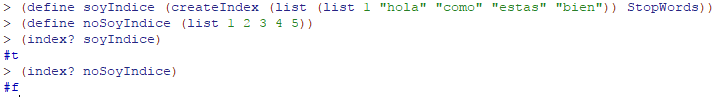 > (define soyIndice (createIndex (list (list 1 "hola" "como" "estas" "bien")) StopWords))
> (define noSoyIndice (list 1 2 3 4 5))
> (index? soyIndice)
#t
> (index? noSoyIndice)
#f